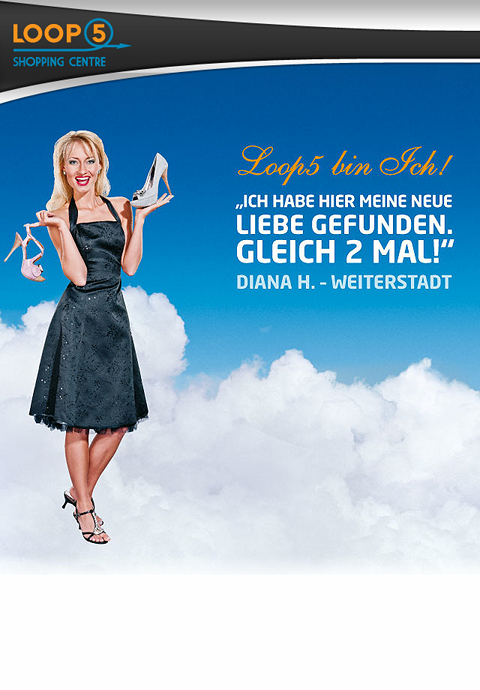 LOOP 5
SHOPPING CENTRE
Loop5 bin Ich!
„ICH HABE HIER MEINE NEUE
LIEBE GEFUNDEN.
GLEICH 2 MAL!“
DIANA H. - WEITERSTADT